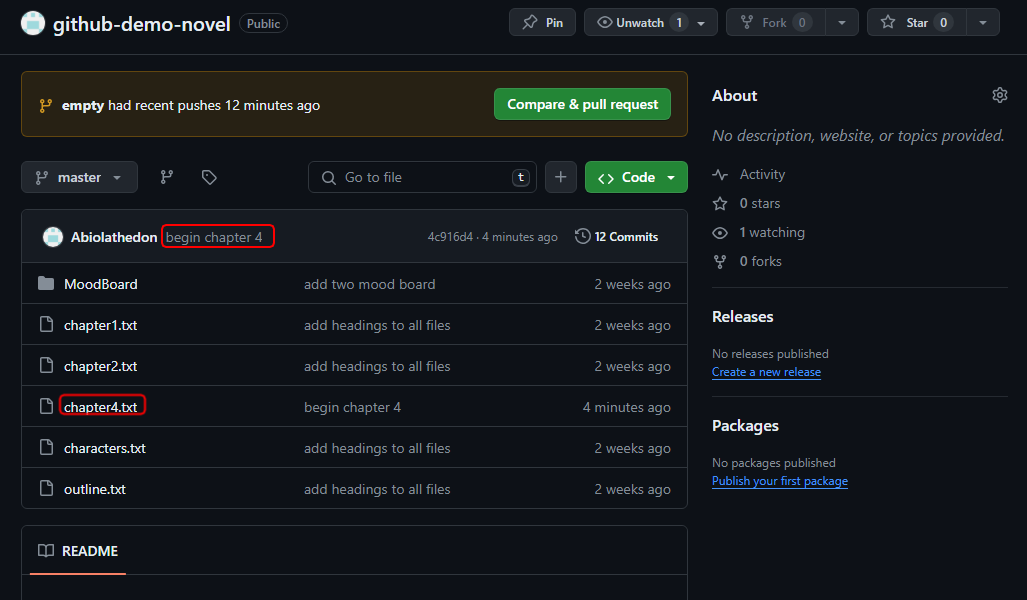 github-demo-novel Public Pin Unwatch 1 Fork 0 Star 0
empty had recent pushes 12 minutes ago Compare & pull request
master Go to file t + <> Code
Abiolathedon begin chapter 4 4c916d4 · 4 minutes ago 12 Commits
MoodBoard add two mood board 2 weeks ago
chapter1.txt add headings to all files 2 weeks ago
chapter2.txt add headings to all files 2 weeks ago
chapter4.txt begin chapter 4 4 minutes ago
characters.txt add headings to all files 2 weeks ago
outline.txt add headings to all files 2 weeks ago
README
About
No description, website, or topics provided.
Activity
0 stars
1 watching
0 forks
Releases
No releases published
Create a new release
Packages
No packages published
Publish your first package